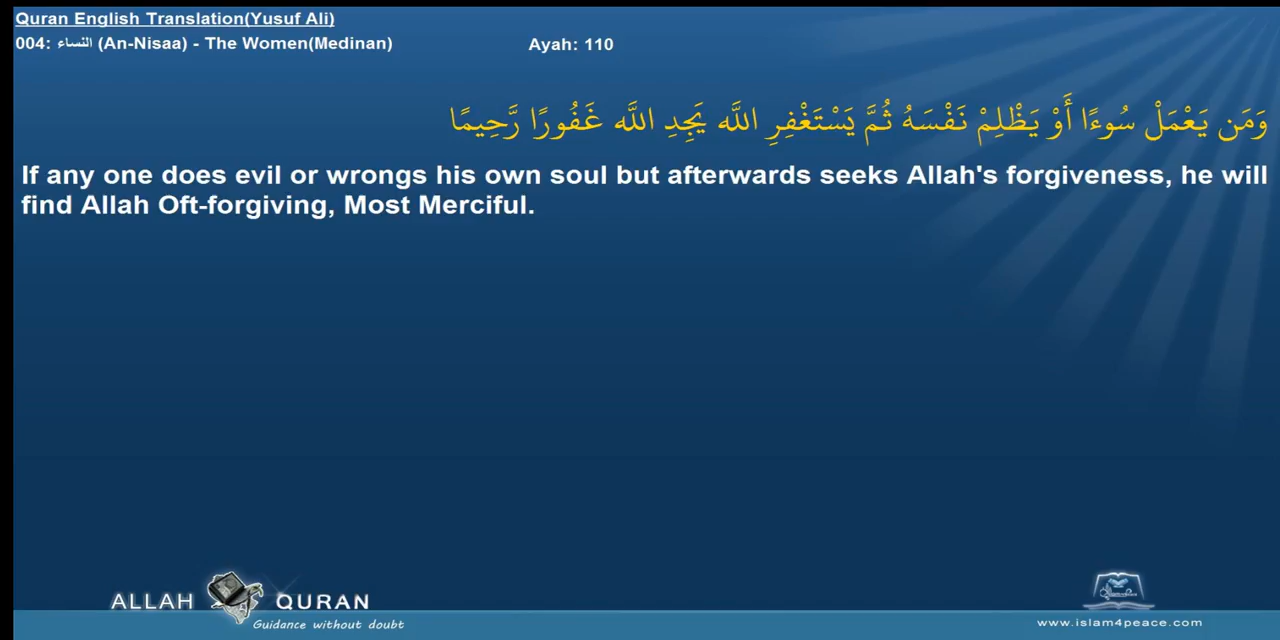 Quran English Translation(Yusuf Ali)
004: النساء (An-Nisaa) - The Women(Medinan) Ayah: 110
وَمَن يَعْمَلْ سُوءًا أَوْ يَظْلِمْ نَفْسَهُ ثُمَّ يَسْتَغْفِرِ اللَّه يَجِدِ اللَّه غَفُورًا رَّحِيمًا
If any one does evil or wrongs his own soul but afterwards seeks Allah's forgiveness, he will
find Allah Oft-forgiving, Most Merciful.
ALLAH QURAN
Guidance without doubt
www.islam4peace.com